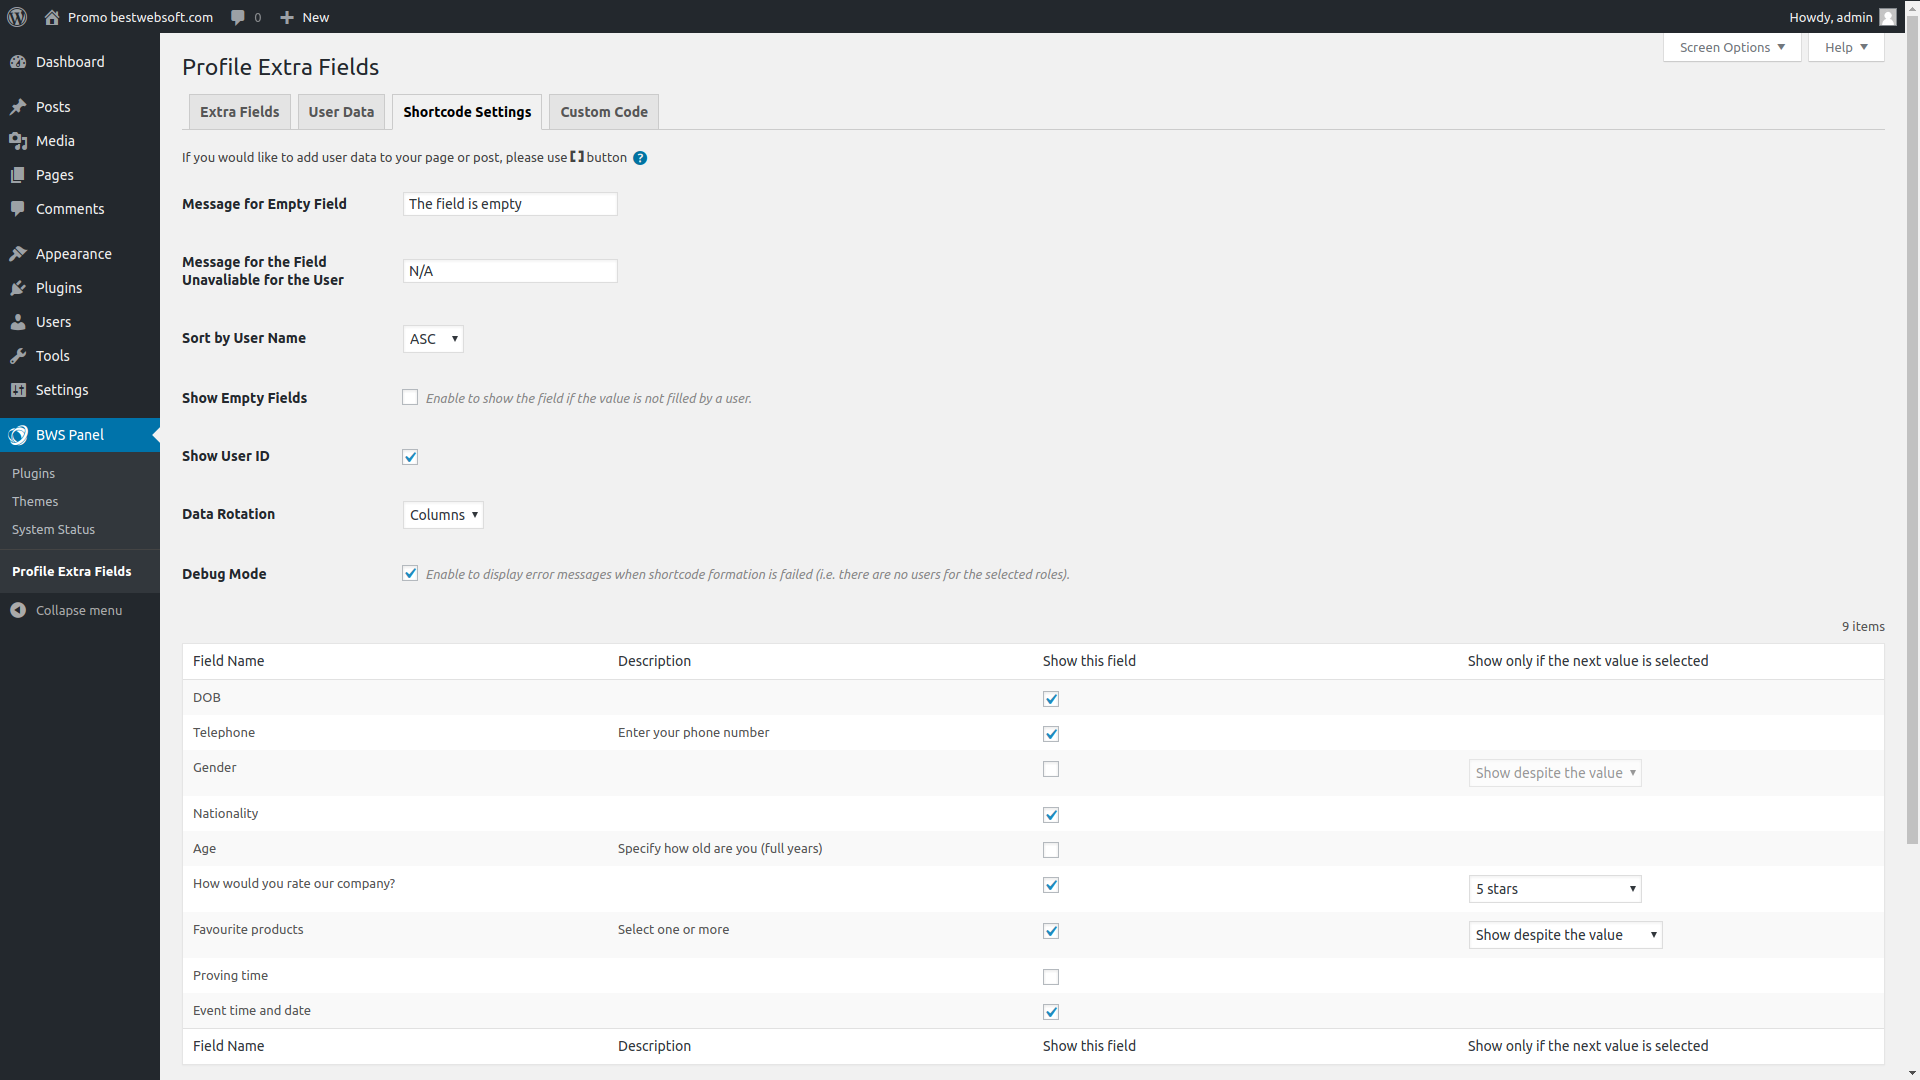 Promo bestwebsoft.com 0 New Howdy, admin
Screen Options Help
Dashboard
Posts
Media
Pages
Comments
Appearance
Plugins
Users
Tools
Settings
BWS Panel
Plugins
Themes
System Status
Profile Extra Fields
Collapse menu
Profile Extra Fields
Extra Fields User Data Shortcode Settings Custom Code
If you would like to add user data to your page or post, please use button ?
Message for Empty Field The field is empty
Message for the Field
Unavaliable for the User N/A
Sort by User Name ASC
Show Empty Fields Enable to show the field if the value is not filled by a user.
Show User ID
Data Rotation Columns
Debug Mode Enable to display error messages when shortcode formation is failed (i.e. there are no users for the selected roles).
9 items
Field Name Description Show this field Show only if the next value is selected
DOB
Telephone Enter your phone number
Gender Show despite the value
Nationality
Age Specify how old are you (full years)
How would you rate our company? 5 stars
Favourite products Select one or more Show despite the value
Proving time
Event time and date
Field Name Description Show this field Show only if the next value is selected